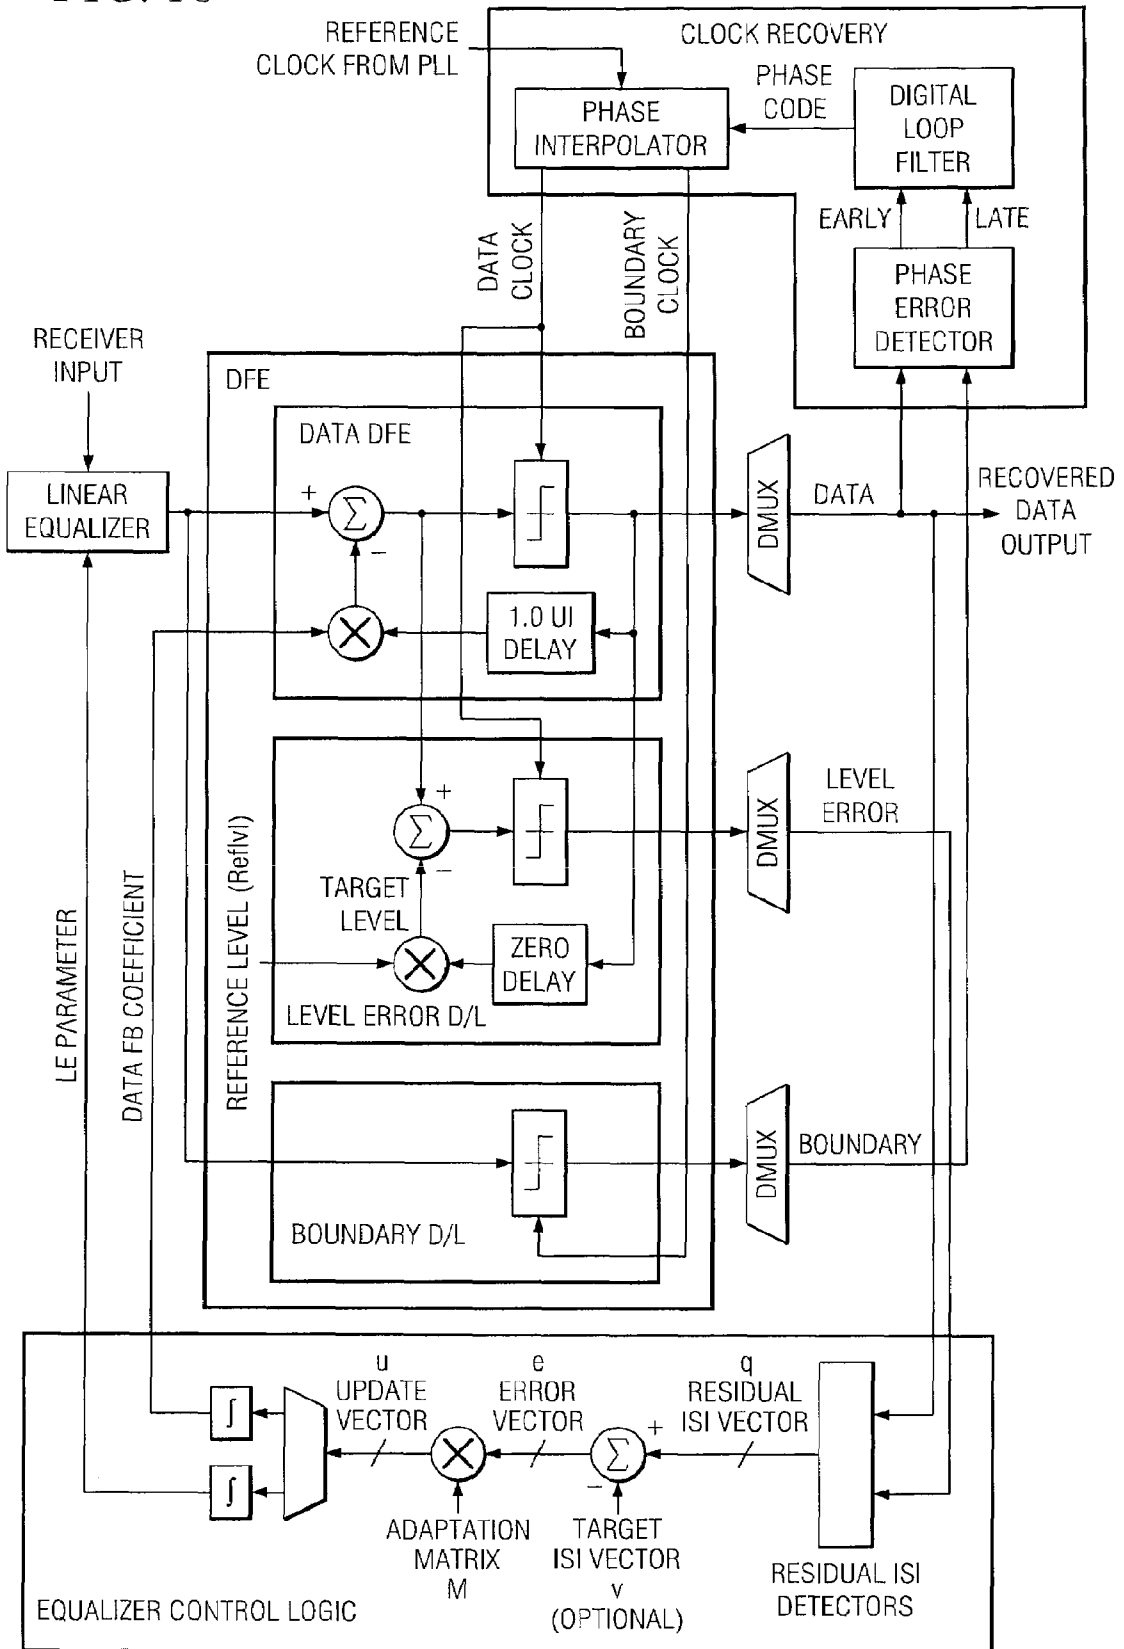 REFERENCE
CLOCK FROM PLL
CLOCK RECOVERY
PHASE
CODE
PHASE
INTERPOLATOR
DIGITAL
LOOP
FILTER
EARLY
LATE
PHASE
ERROR
DETECTOR
DATA
CLOCK
BOUNDARY
CLOCK
RECEIVER
INPUT
LINEAR
EQUALIZER
DFE
DATA DFE
+
Σ
−
1.0 UI
DELAY
DMUX
DATA
RECOVERED
DATA
OUTPUT
+
Σ
−
TARGET
LEVEL
ZERO
DELAY
LEVEL ERROR D/L
DMUX
LEVEL
ERROR
LE PARAMETER
DATA FB COEFFICIENT
REFERENCE LEVEL (Reflvl)
BOUNDARY D/L
DMUX
BOUNDARY
u
UPDATE
VECTOR
e
ERROR
VECTOR
q
RESIDUAL
ISI VECTOR
∫
∫
+
Σ
−
ADAPTATION
MATRIX
M
TARGET
ISI VECTOR
v
(OPTIONAL)
RESIDUAL ISI
DETECTORS
EQUALIZER CONTROL LOGIC